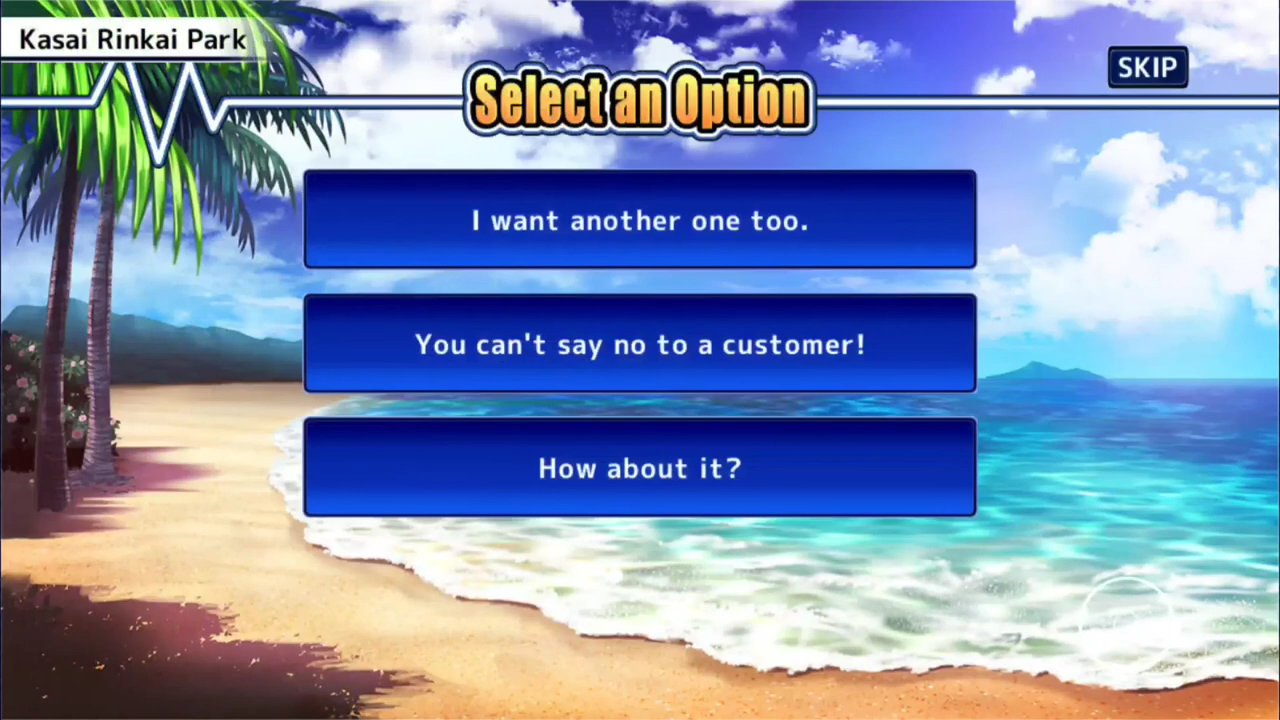 Kasai Rinkai Park
SKIP
Select an Option
I want another one too.
You can't say no to a customer!
How about it?